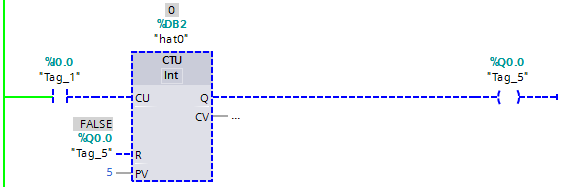 0
%DB2
"hat0"
%I0.0
"Tag_1"
CTU
Int
%Q0.0
"Tag_5"
CU
Q
CV
...
FALSE
%Q0.0
"Tag_5"
R
5
PV